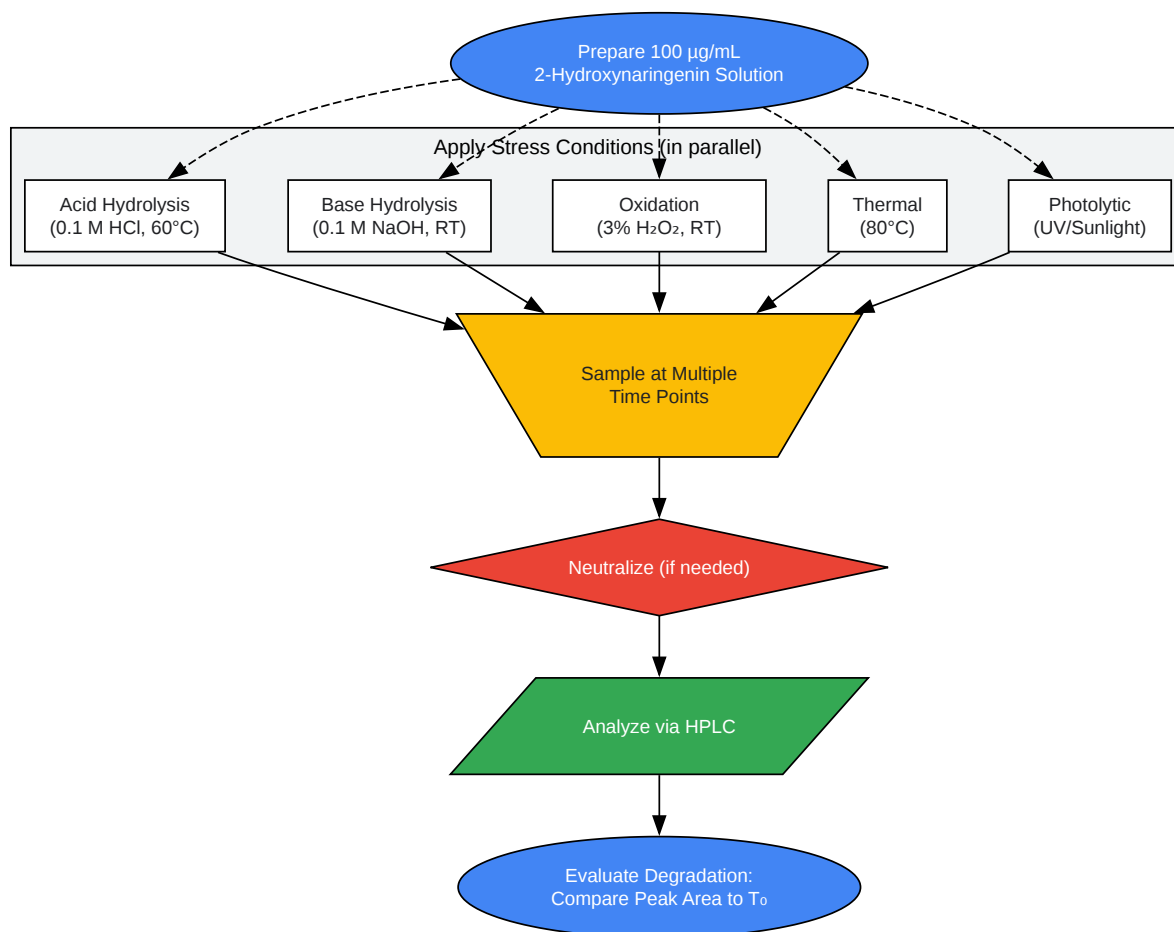 Prepare 100 µg/mL
2-Hydroxynaringenin Solution
Apply Stress Conditions (in parallel)
Acid Hydrolysis
(0.1 M HCl, 60°C)
Base Hydrolysis
(0.1 M NaOH, RT)
Oxidation
(3% H₂O₂, RT)
Thermal
(80°C)
Photolytic
(UV/Sunlight)
Sample at Multiple
Time Points
Neutralize (if needed)
Analyze via HPLC
Evaluate Degradation:
Compare Peak Area to T₀